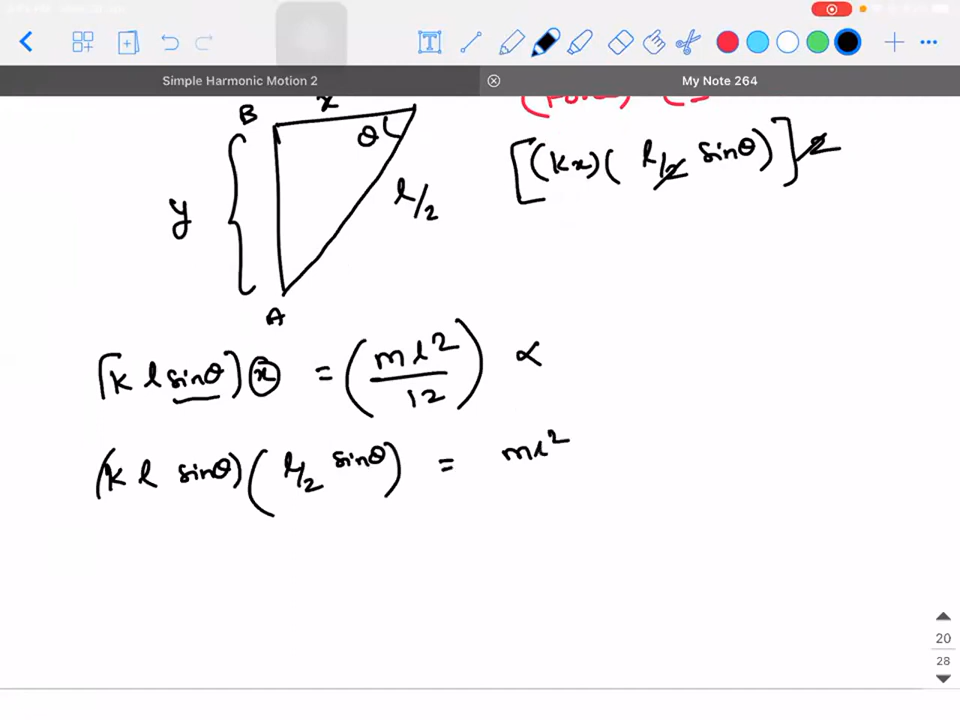 Simple Harmonic Motion 2
My Note 264
B x
[(kx)( l/2 sinθ)]2
θ
y
l/2
A
(k l sinθ) x = (ml²/12) ∝
(k l sinθ)(l/2 sinθ) = ml²
20
28